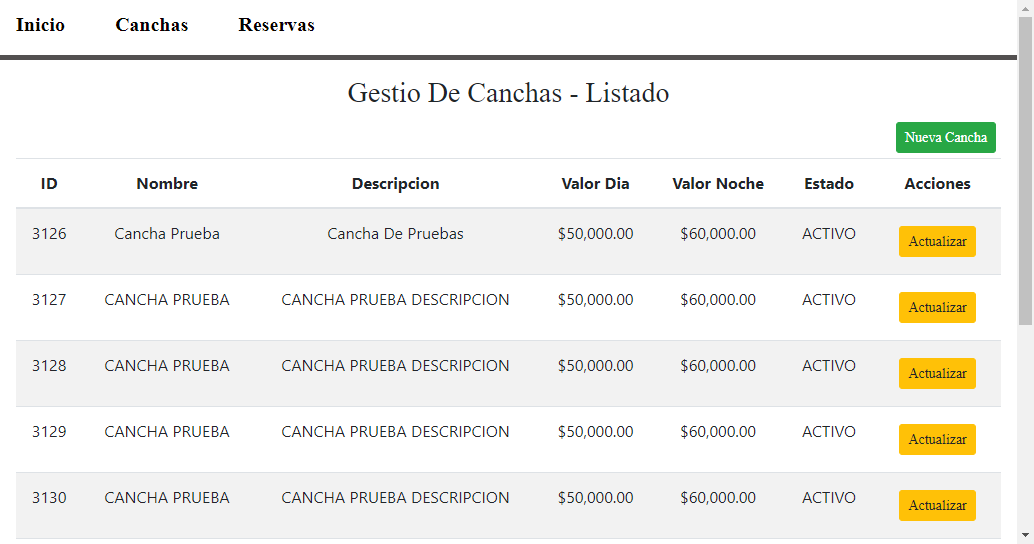 Inicio Canchas Reservas
Gestio De Canchas - Listado
Nueva Cancha
ID Nombre Descripcion Valor Dia Valor Noche Estado Acciones
3126 Cancha Prueba Cancha De Pruebas $50,000.00 $60,000.00 ACTIVO Actualizar
3127 CANCHA PRUEBA CANCHA PRUEBA DESCRIPCION $50,000.00 $60,000.00 ACTIVO Actualizar
3128 CANCHA PRUEBA CANCHA PRUEBA DESCRIPCION $50,000.00 $60,000.00 ACTIVO Actualizar
3129 CANCHA PRUEBA CANCHA PRUEBA DESCRIPCION $50,000.00 $60,000.00 ACTIVO Actualizar
3130 CANCHA PRUEBA CANCHA PRUEBA DESCRIPCION $50,000.00 $60,000.00 ACTIVO Actualizar